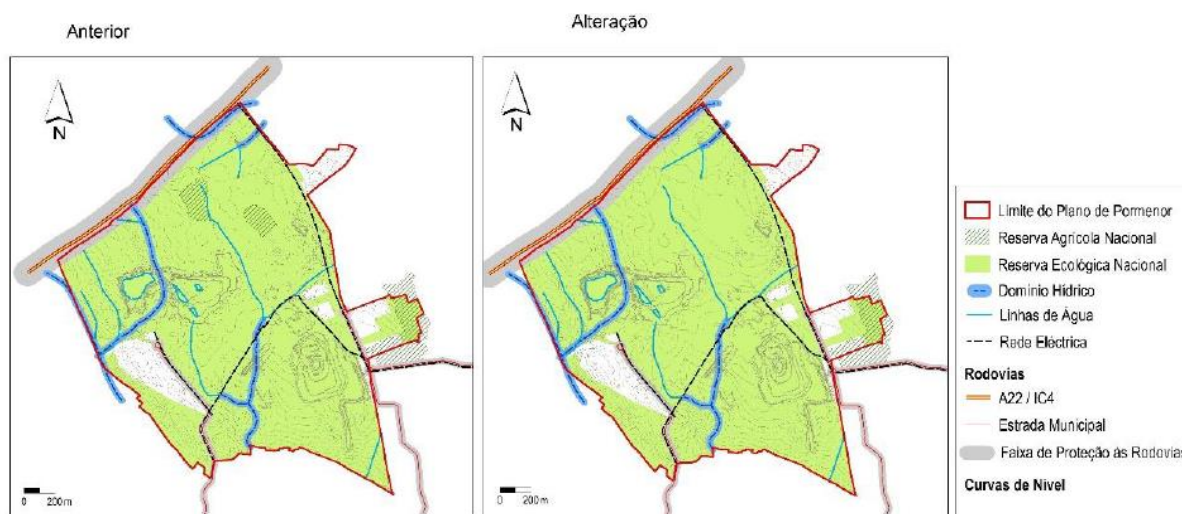 Anterior
Alteração
N
0 200m
N
0 200m
Limite do Plano de Pormenor
Reserva Agrícola Nacional
Reserva Ecológica Nacional
Domínio Hídrico
Linhas de Água
Rede Eléctrica
Rodovias
A22 / IC4
Estrada Municipal
Faixa de Proteção ás Rodovias
Curvas de Nível